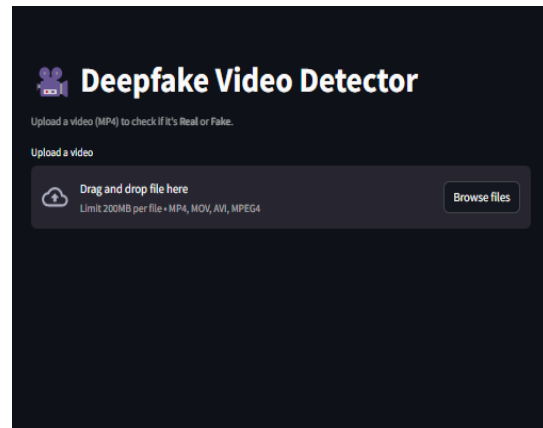 Deepfake Video Detector
Upload a video (MP4) to check if it's Real or Fake.
Upload a video
Drag and drop file here
Limit 200MB per file • MP4, MOV, AVI, MPEG4
Browse files